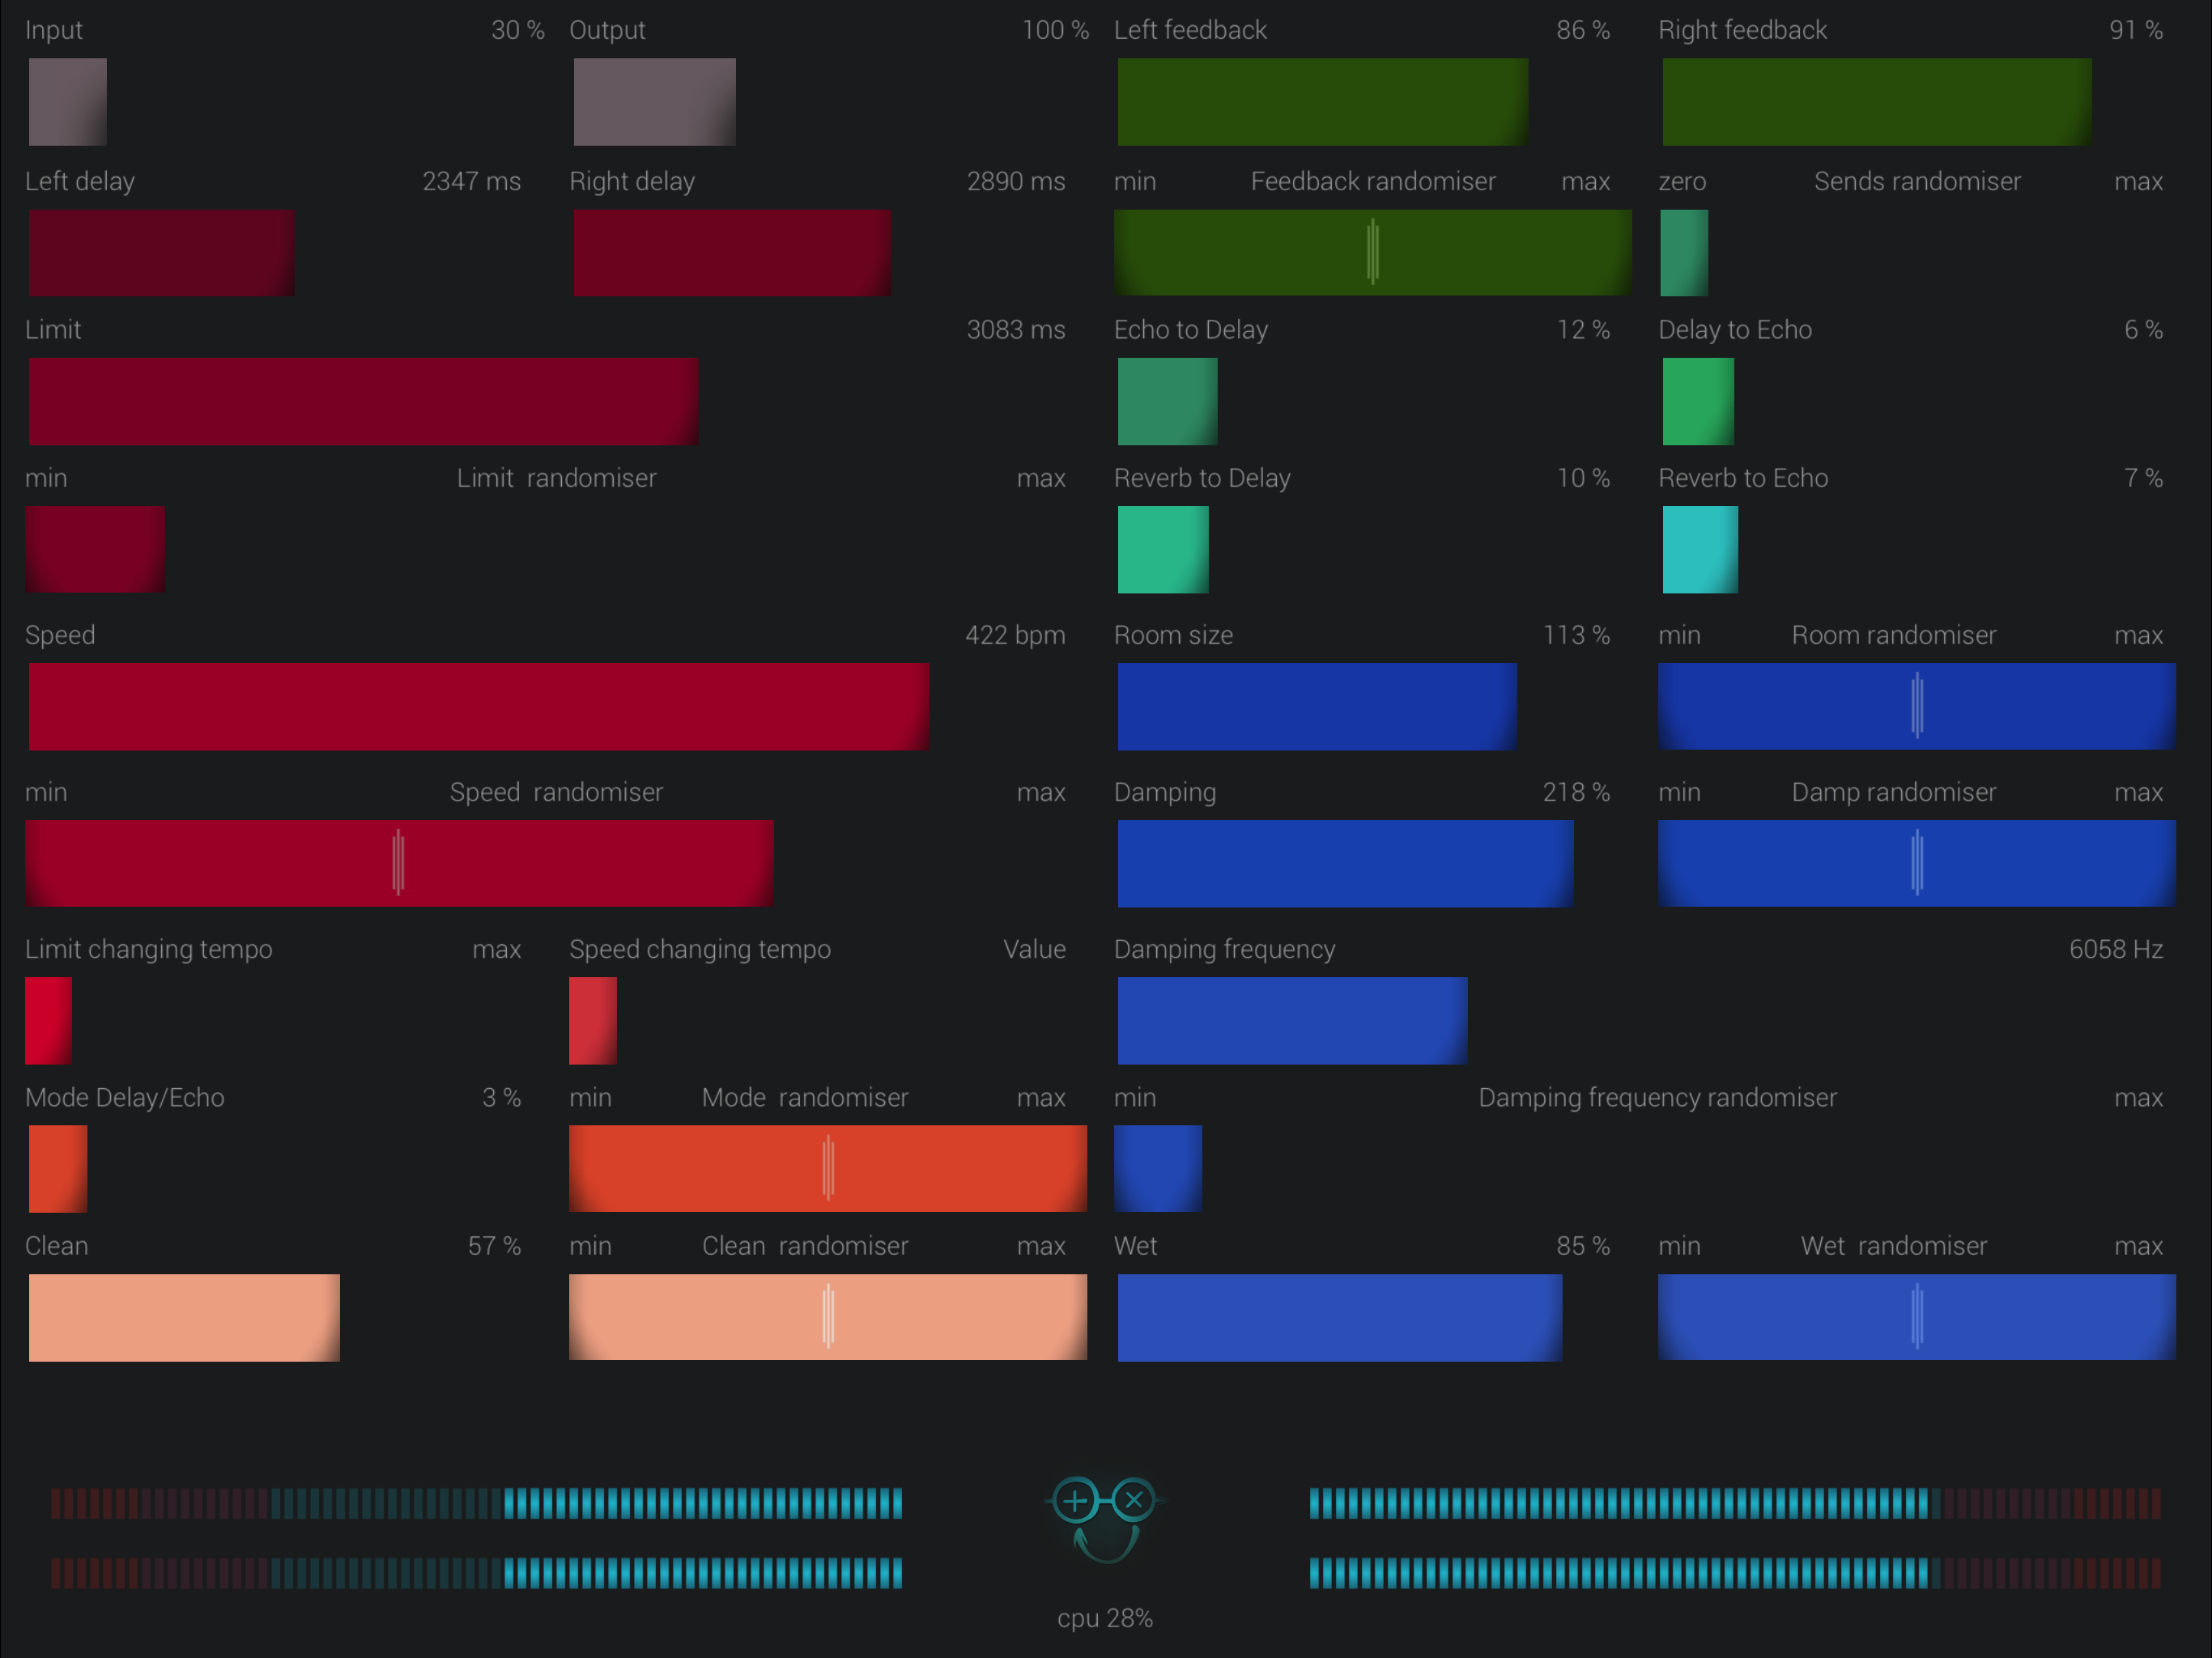 Input 30 % Output 100 % Left feedback 86 % Right feedback 91 %
Left delay 2347 ms Right delay 2890 ms min Feedback randomiser max zero Sends randomiser max
Limit 3083 ms Echo to Delay 12 % Delay to Echo 6 %
min Limit randomiser max Reverb to Delay 10 % Reverb to Echo 7 %
Speed 422 bpm Room size 113 % min Room randomiser max
min Speed randomiser max Damping 218 % min Damp randomiser max
Limit changing tempo max Speed changing tempo Value Damping frequency 6058 Hz
Mode Delay/Echo 3 % min Mode randomiser max min Damping frequency randomiser max
Clean 57 % min Clean randomiser max Wet 85 % min Wet randomiser max
cpu 28%